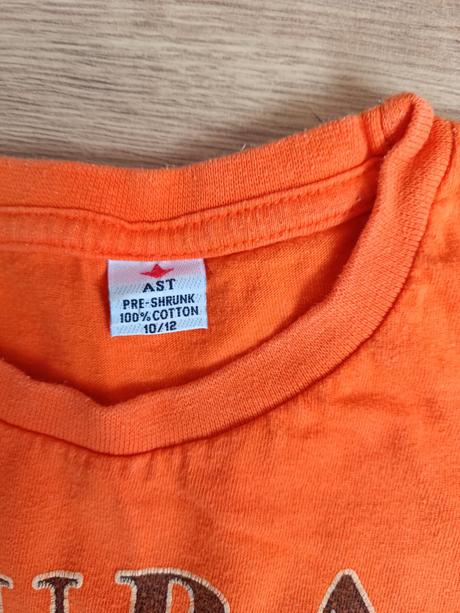 AST
PRE-SHRUNK
100% COTTON
10/12